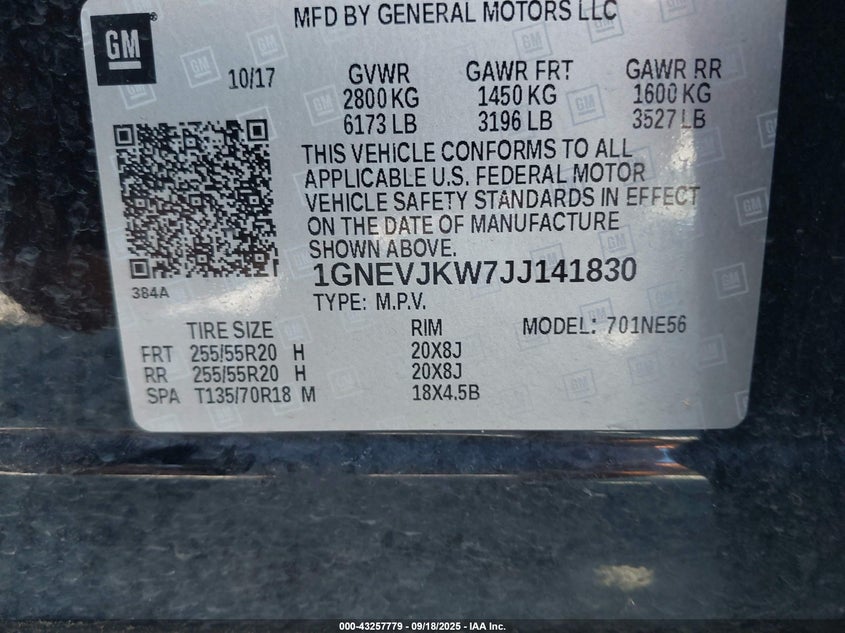 GM
MFD BY GENERAL MOTORS LLC
10/17 GVWR GAWR FRT GAWR RR
2800 KG 1450 KG 1600 KG
6173 LB 3196 LB 3527 LB
THIS VEHICLE CONFORMS TO ALL
APPLICABLE U.S. FEDERAL MOTOR
VEHICLE SAFETY STANDARDS IN EFFECT
ON THE DATE OF MANUFACTURE
SHOWN ABOVE.
384A
1GNEVJKW7JJ141830
TYPE: M.P.V.
TIRE SIZE RIM MODEL: 701NE56
FRT 255/55R20 H 20X8J
RR 255/55R20 H 20X8J
SPA T135/70R18 M 18X4.5B
000-43257779 - 09/18/2025 - IAA Inc.